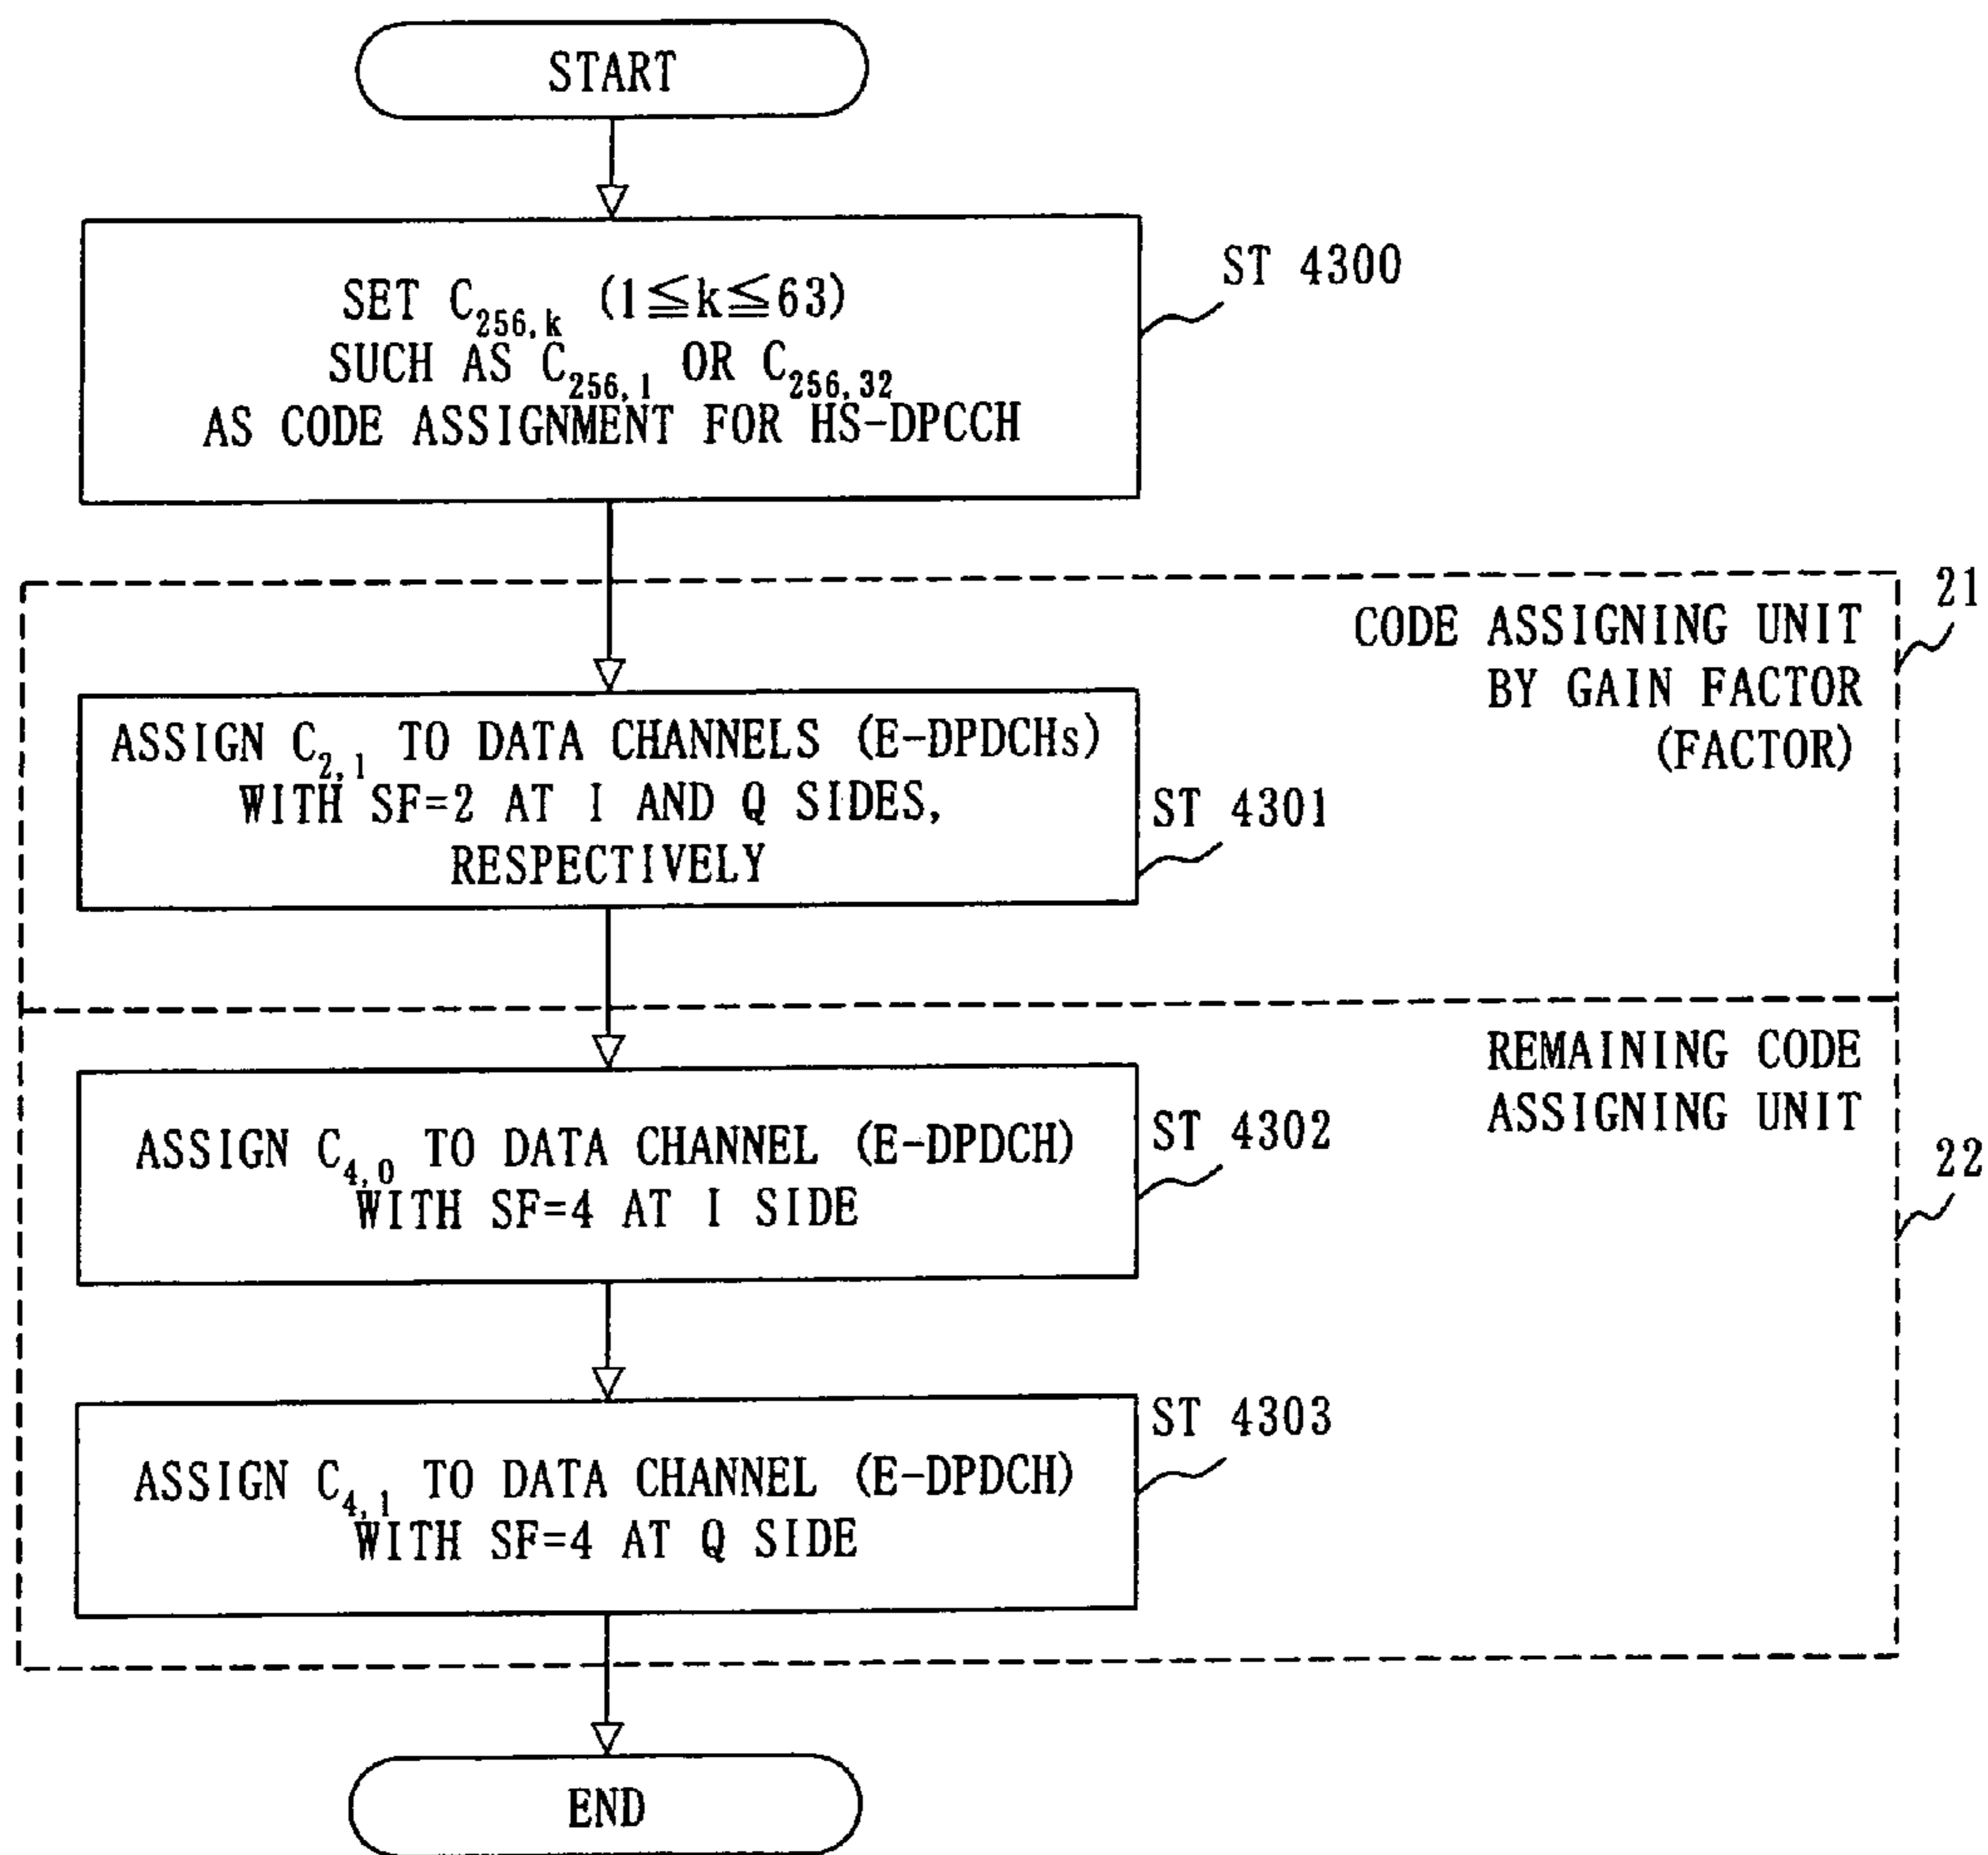 START
SET C256,k (1≦k≦63)
SUCH AS C256,1 OR C256,32
AS CODE ASSIGNMENT FOR HS-DPCCH
ST 4300
21
CODE ASSIGNING UNIT
BY GAIN FACTOR
(FACTOR)
ASSIGN C2,1 TO DATA CHANNELS (E-DPDCHs)
WITH SF=2 AT I AND Q SIDES,
RESPECTIVELY
ST 4301
REMAINING CODE
ASSIGNING UNIT
22
ASSIGN C4,0 TO DATA CHANNEL (E-DPDCH)
WITH SF=4 AT I SIDE
ST 4302
ASSIGN C4,1 TO DATA CHANNEL (E-DPDCH)
WITH SF=4 AT Q SIDE
ST 4303
END